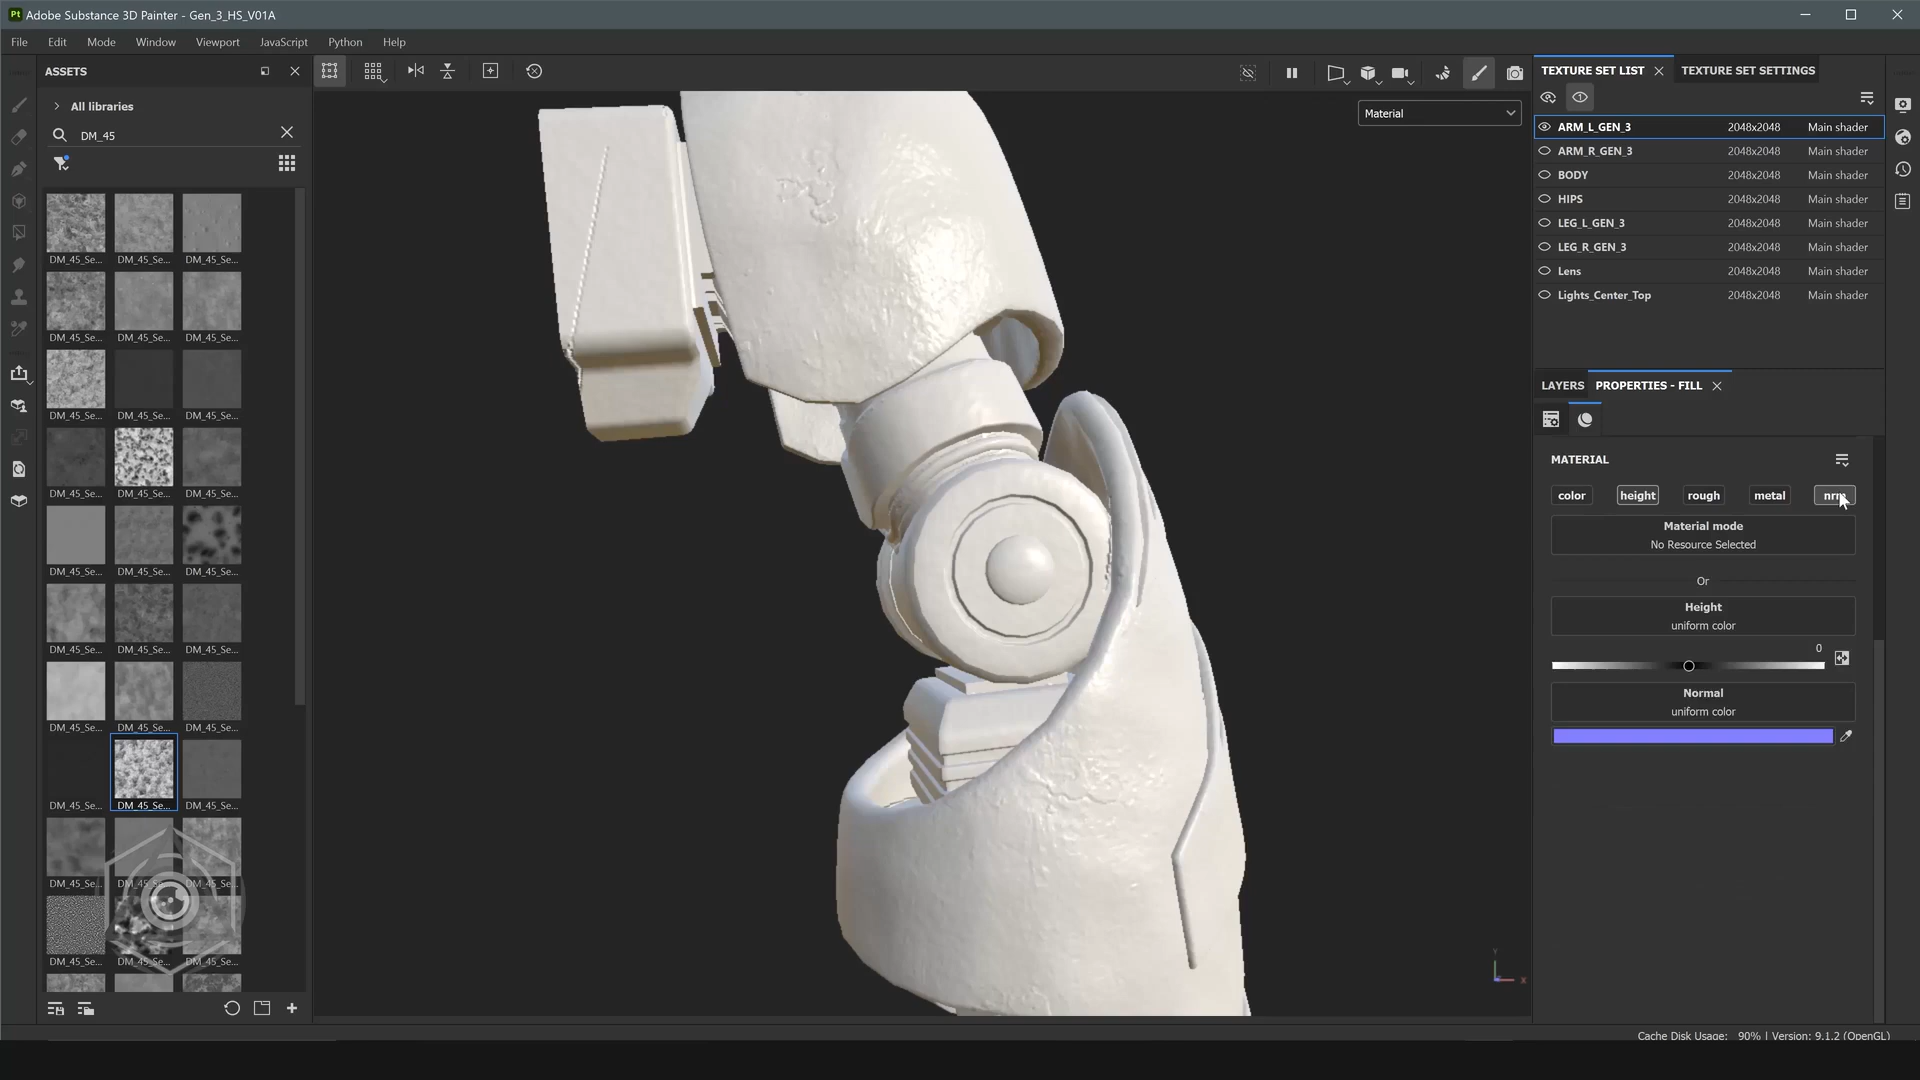 Pt Adobe Substance 3D Painter - Gen_3_HS_V01A
File Edit Mode Window Viewport JavaScript Python Help
ASSETS
All libraries
DM_45
DM_45_Se... DM_45_Se... DM_45_Se...
DM_45_Se... DM_45_Se... DM_45_Se...
DM_45_Se... DM_45_Se... DM_45_Se...
DM_45_Se... DM_45_Se... DM_45_Se...
DM_45_Se... DM_45_Se... DM_45_Se...
DM_45_Se... DM_45_Se... DM_45_Se...
DM_45_Se... DM_45_Se... DM_45_Se...
DM_45_Se... DM_45_Se... DM_45_Se...
DM_45_Se... DM_45_Se... DM_45_Se...
DM_45_Se... DM_45_Se... DM_45_Se...
Material
Y
X
TEXTURE SET LIST TEXTURE SET SETTINGS
ARM_L_GEN_3 2048x2048 Main shader
ARM_R_GEN_3 2048x2048 Main shader
BODY 2048x2048 Main shader
HIPS 2048x2048 Main shader
LEG_L_GEN_3 2048x2048 Main shader
LEG_R_GEN_3 2048x2048 Main shader
Lens 2048x2048 Main shader
Lights_Center_Top 2048x2048 Main shader
LAYERS PROPERTIES - FILL
MATERIAL
color height rough metal nrm
Material mode
No Resource Selected
Or
Height
uniform color
0
Normal
uniform color
Cache Disk Usage: 90% | Version: 9.1.2 (OpenGL)